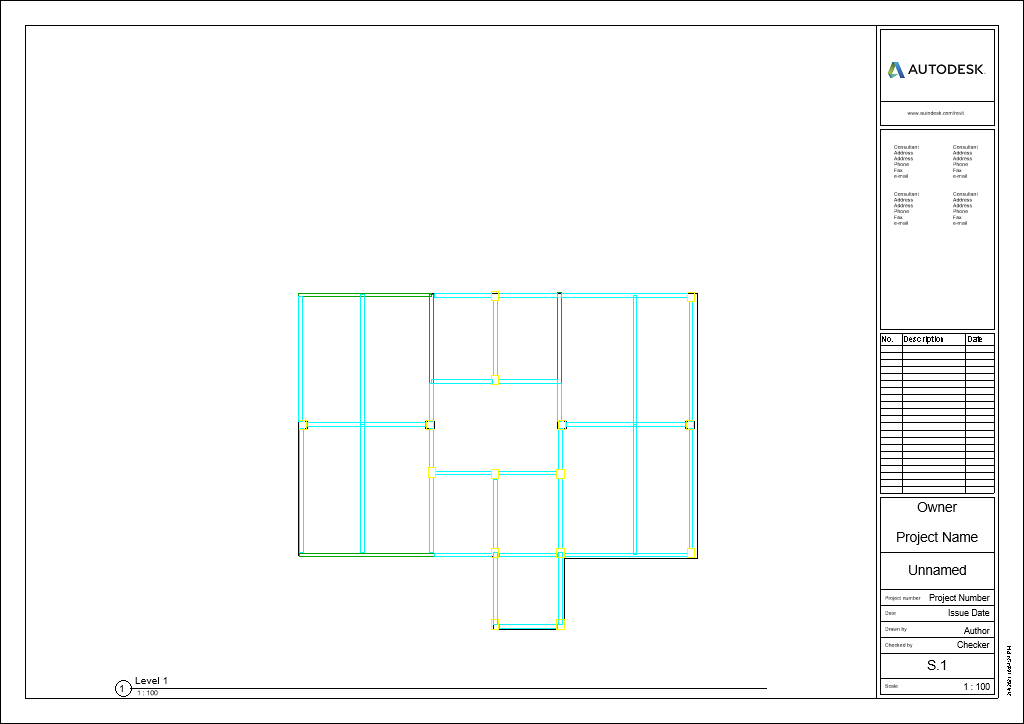 AUTODESK.
www.autodesk.com/revit
Consultant
Address
Address
Phone
Fax
e-mail
Consultant
Address
Address
Phone
Fax
e-mail
Consultant
Address
Address
Phone
Fax
e-mail
Consultant
Address
Address
Phone
Fax
e-mail
No. Description Date
Owner
Project Name
Unnamed
Project number Project Number
Date Issue Date
Drawn by Author
Checked by Checker
S.1
Scale 1 : 100
1 Level 1
1 : 100